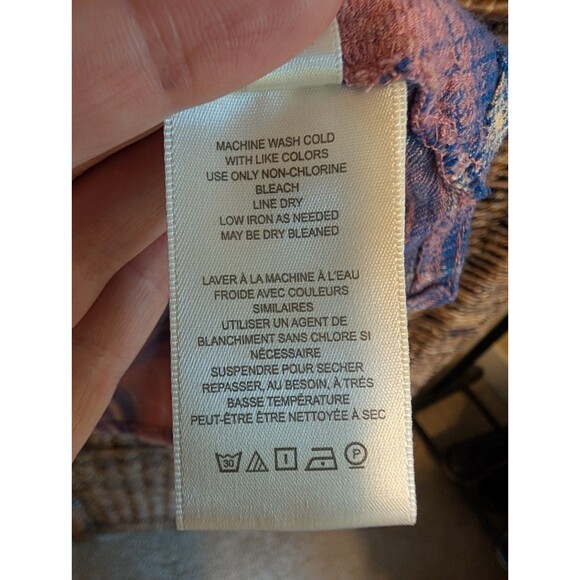 MACHINE WASH COLD
WITH LIKE COLORS
USE ONLY NON-CHLORINE
BLEACH
LINE DRY
LOW IRON AS NEEDED
MAY BE DRY BLEANED
LAVER À LA MACHINE À L'EAU
FROIDE AVEC COULEURS
SIMILAIRES
UTILISER UN AGENT DE
BLANCHIMENT SANS CHLORE SI
NÉCESSAIRE
SUSPENDRE POUR SECHER
REPASSER, AU BESOIN, À TRÉS
BASSE TEMPÉRATURE
PEUT-ÊTRE ÊTRE NETTOYÉE À SEC
30 P